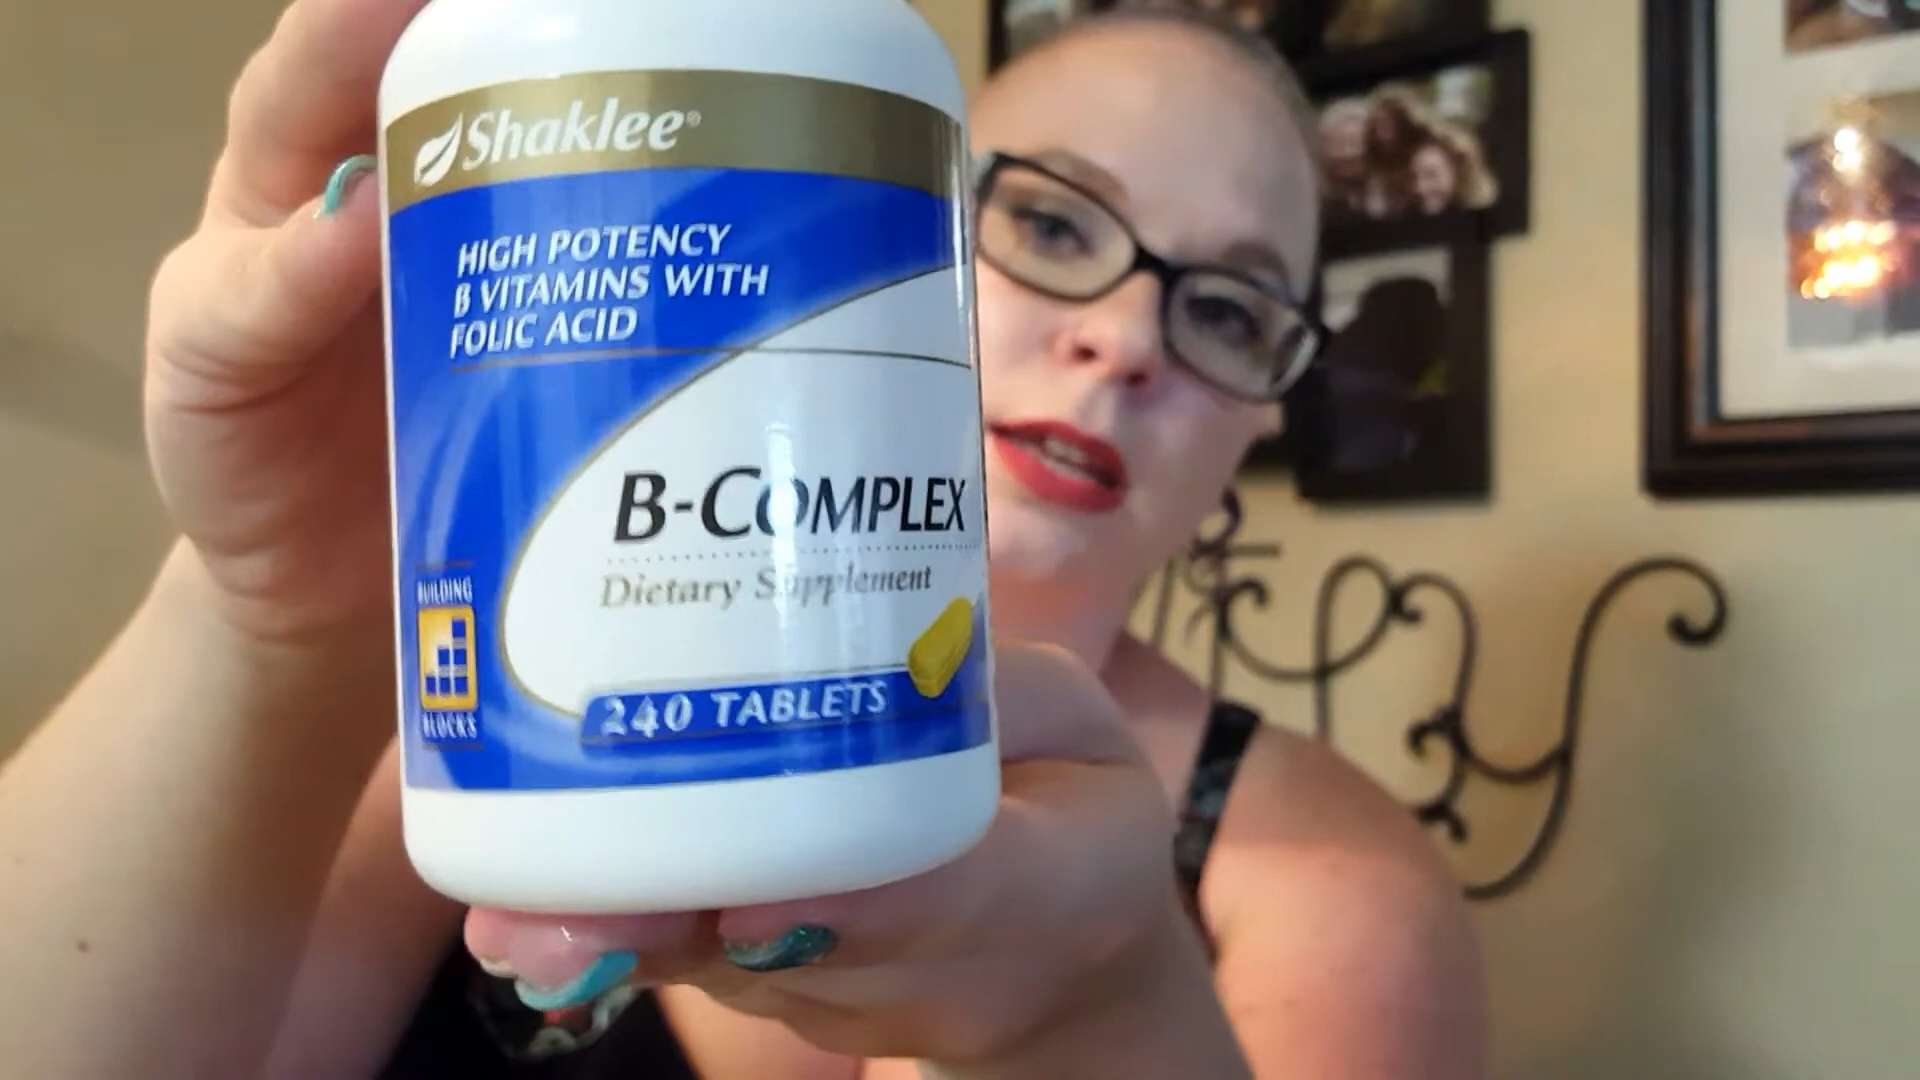 Shaklee®
HIGH POTENCY
B VITAMINS WITH
FOLIC ACID
B-COMPLEX
Dietary Supplement
BUILDING
BLOCKS
240 TABLETS